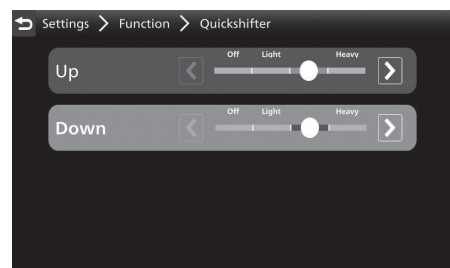 Settings > Function > Quickshifter
Off Light Heavy
Up
Off Light Heavy
Down